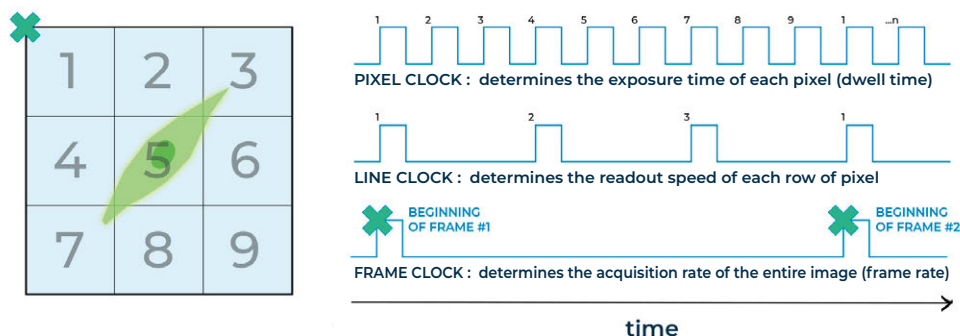 1 2 3
4 5 6
7 8 9
1 2 3 4 5 6 7 8 9 1 ...n
PIXEL CLOCK : determines the exposure time of each pixel (dwell time)
1 2 3 1
LINE CLOCK : determines the readout speed of each row of pixel
BEGINNING
OF FRAME #1
BEGINNING
OF FRAME #2
FRAME CLOCK : determines the acquisition rate of the entire image (frame rate)
time